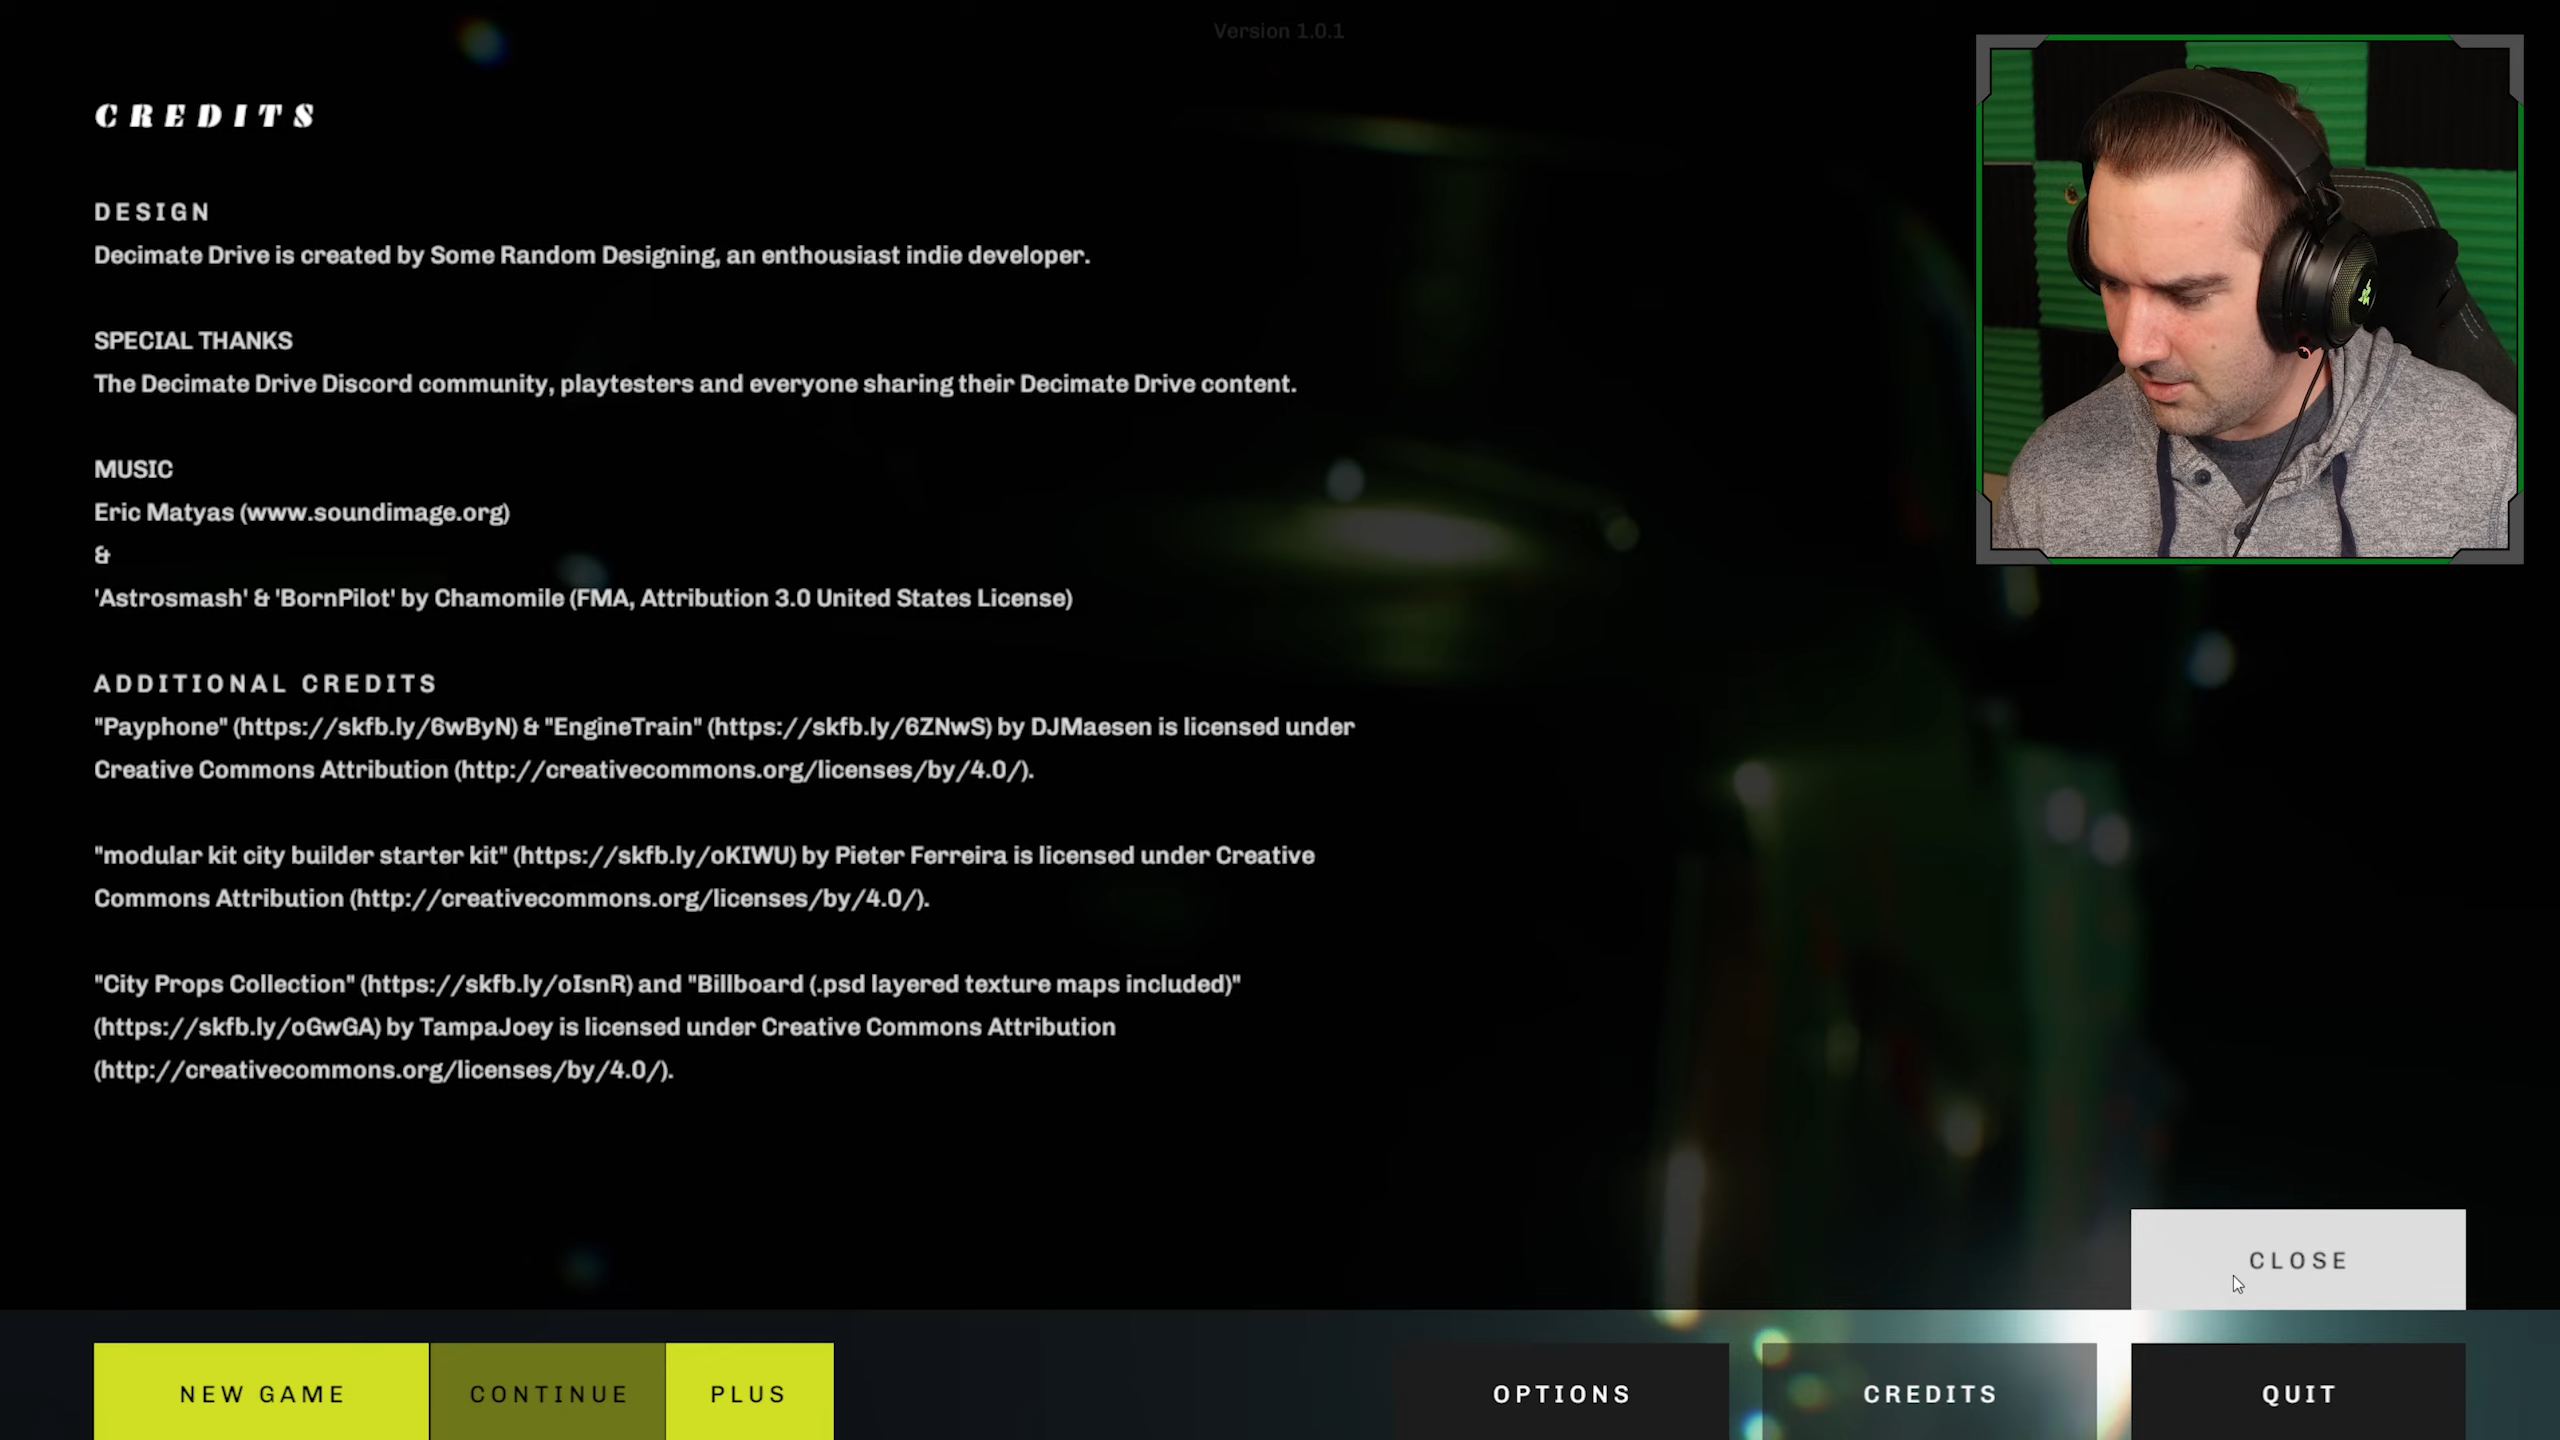 Version 1.0.1
CREDITS
DESIGN
Decimate Drive is created by Some Random Designing, an enthousiast indie developer.
SPECIAL THANKS
The Decimate Drive Discord community, playtesters and everyone sharing their Decimate Drive content.
MUSIC
Eric Matyas (www.soundimage.org)
&
'Astrosmash' & 'BornPilot' by Chamomile (FMA, Attribution 3.0 United States License)
ADDITIONAL CREDITS
"Payphone" (https://skfb.ly/6wByN) & "EngineTrain" (https://skfb.ly/6ZNwS) by DJMaesen is licensed under
Creative Commons Attribution (http://creativecommons.org/licenses/by/4.0/).
"modular kit city builder starter kit" (https://skfb.ly/oKIWU) by Pieter Ferreira is licensed under Creative
Commons Attribution (http://creativecommons.org/licenses/by/4.0/).
"City Props Collection" (https://skfb.ly/oIsnR) and "Billboard (.psd layered texture maps included)"
(https://skfb.ly/oGwGA) by TampaJoey is licensed under Creative Commons Attribution
(http://creativecommons.org/licenses/by/4.0/).
CLOSE
NEW GAME CONTINUE PLUS OPTIONS CREDITS QUIT